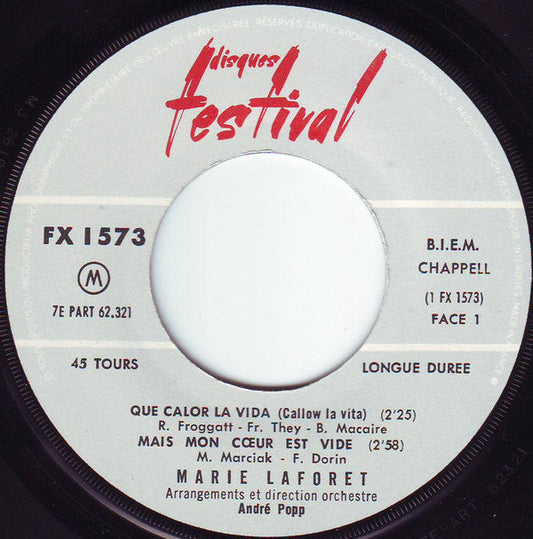 disques
festival
FX 1573
M
7E PART 62.321
B.I.E.M.
CHAPPELL
(1 FX 1573)
FACE 1
45 TOURS
LONGUE DUREE
QUE CALOR LA VIDA (Callow la vita) (2'25)
R. Froggatt - Fr. They - B. Macaire
MAIS MON CŒUR EST VIDE (2'58)
M. Marciak - F. Dorin
MARIE LAFORET
Arrangements et direction orchestre
André Popp